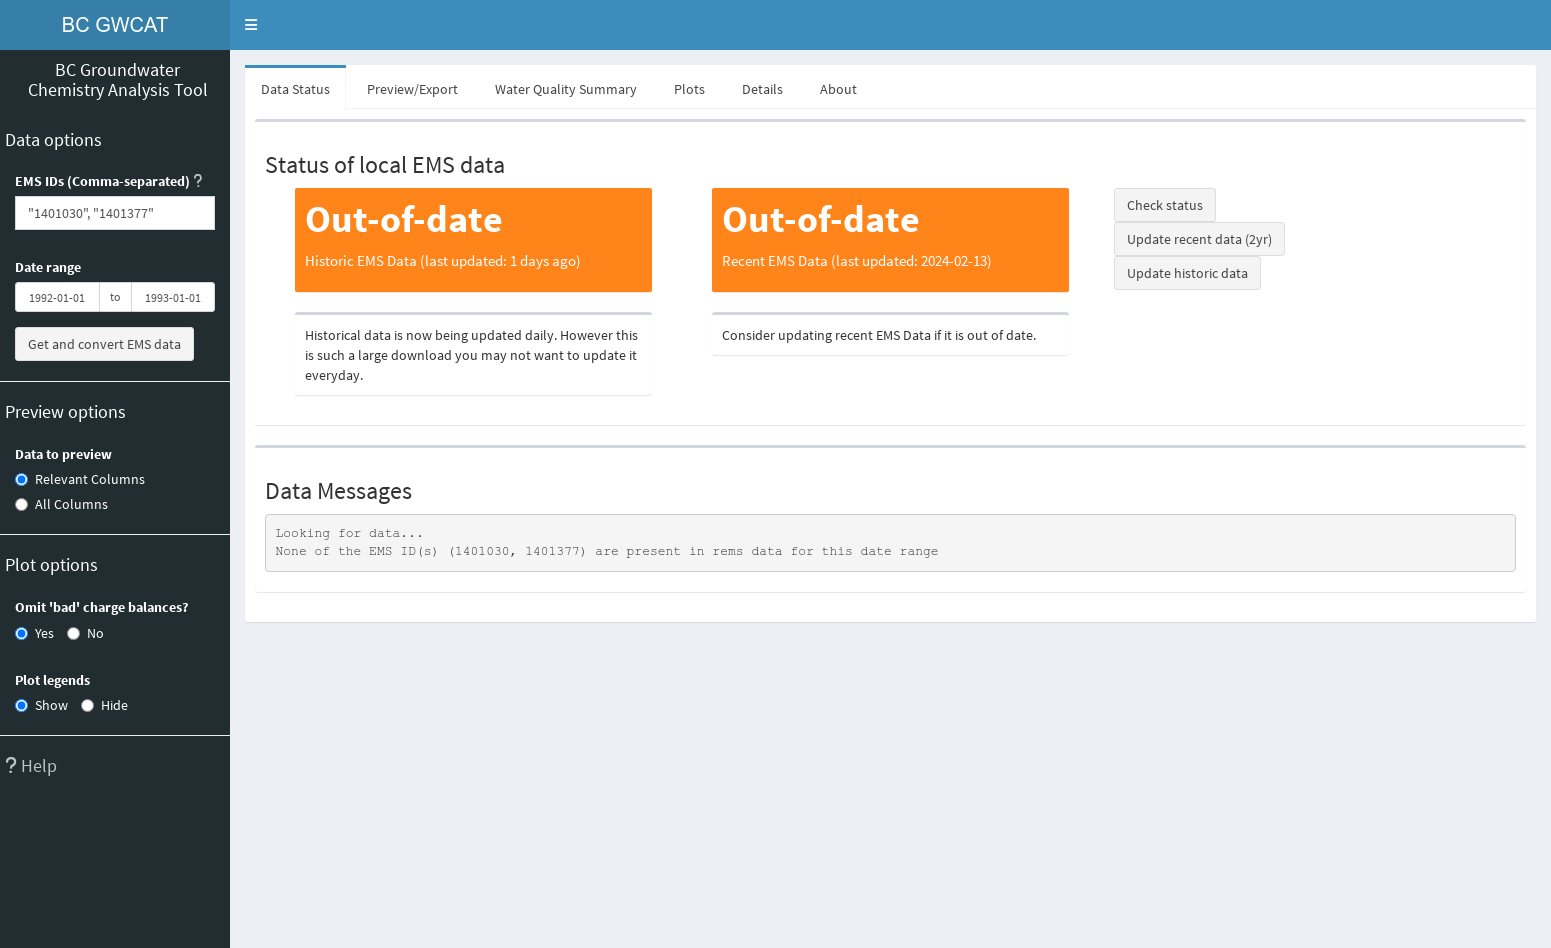 BC GWCAT
BC Groundwater
Chemistry Analysis Tool
Data options
EMS IDs (Comma-separated) ?
"1401030", "1401377"
Date range
1992-01-01 to 1993-01-01
Get and convert EMS data
Preview options
Data to preview
Relevant Columns
All Columns
Plot options
Omit 'bad' charge balances?
Yes No
Plot legends
Show Hide
? Help
Data Status Preview/Export Water Quality Summary Plots Details About
Status of local EMS data
Out-of-date
Historic EMS Data (last updated: 1 days ago)
Historical data is now being updated daily. However this
is such a large download you may not want to update it
everyday.
Out-of-date
Recent EMS Data (last updated: 2024-02-13)
Consider updating recent EMS Data if it is out of date.
Check status
Update recent data (2yr)
Update historic data
Data Messages
Looking for data...
None of the EMS ID(s) (1401030, 1401377) are present in rems data for this date range